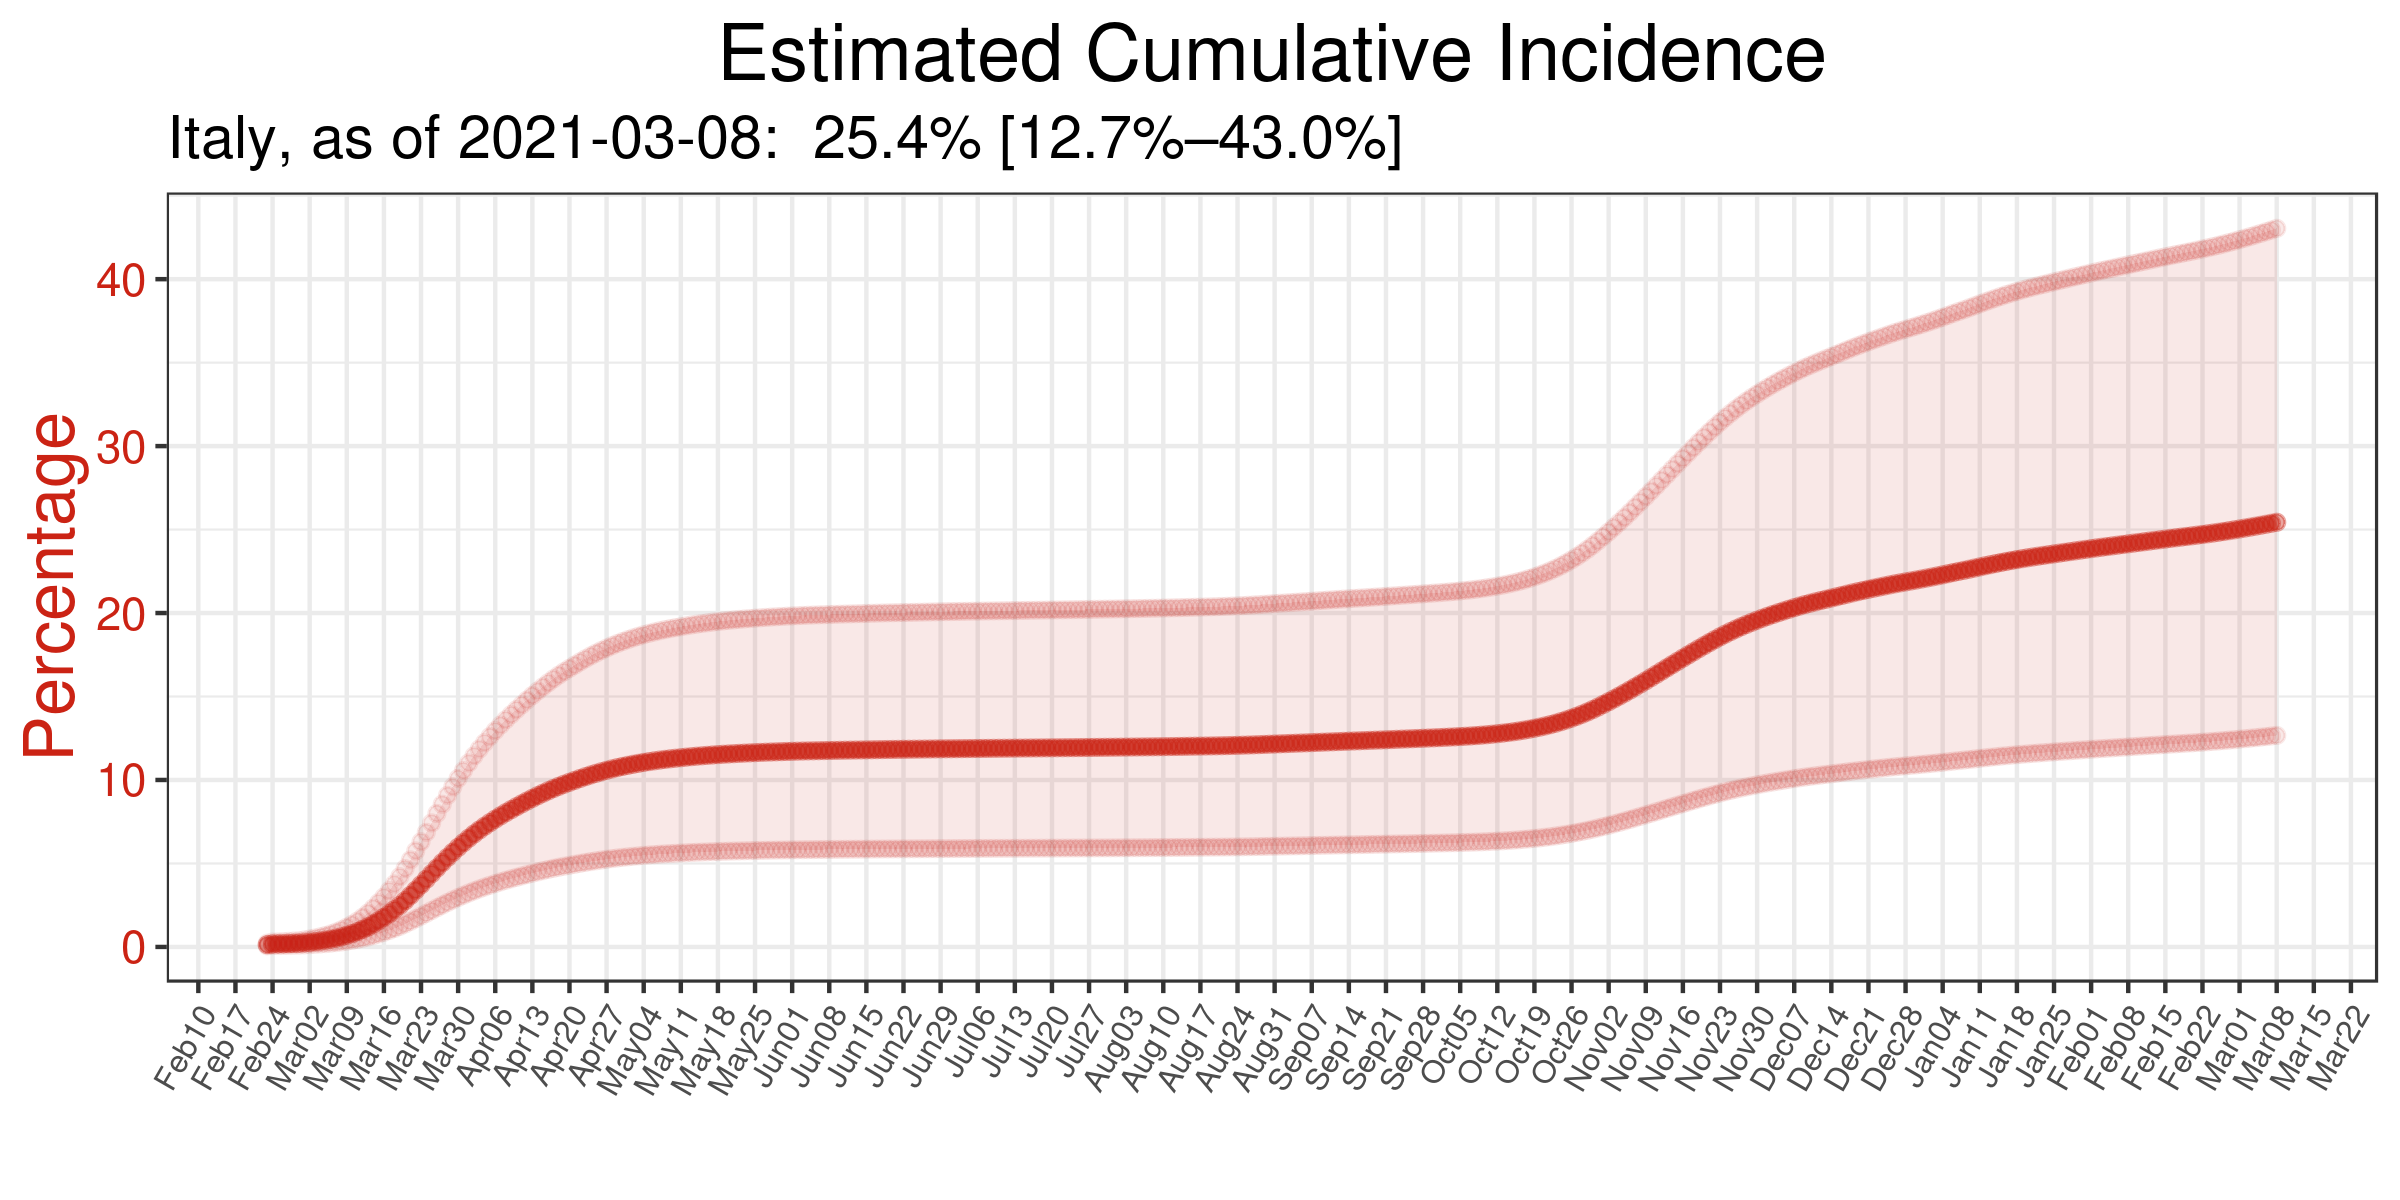 Estimated Cumulative Incidence
Italy, as of 2021-03-08:  25.4% [12.7%–43.0%]
Percentage
40
30
20
10
0
Feb10
Feb17
Feb24
Mar02
Mar09
Mar16
Mar23
Mar30
Apr06
Apr13
Apr20
Apr27
May04
May11
May18
May25
Jun01
Jun08
Jun15
Jun22
Jun29
Jul06
Jul13
Jul20
Jul27
Aug03
Aug10
Aug17
Aug24
Aug31
Sep07
Sep14
Sep21
Sep28
Oct05
Oct12
Oct19
Oct26
Nov02
Nov09
Nov16
Nov23
Nov30
Dec07
Dec14
Dec21
Dec28
Jan04
Jan11
Jan18
Jan25
Feb01
Feb08
Feb15
Feb22
Mar01
Mar08
Mar15
Mar22